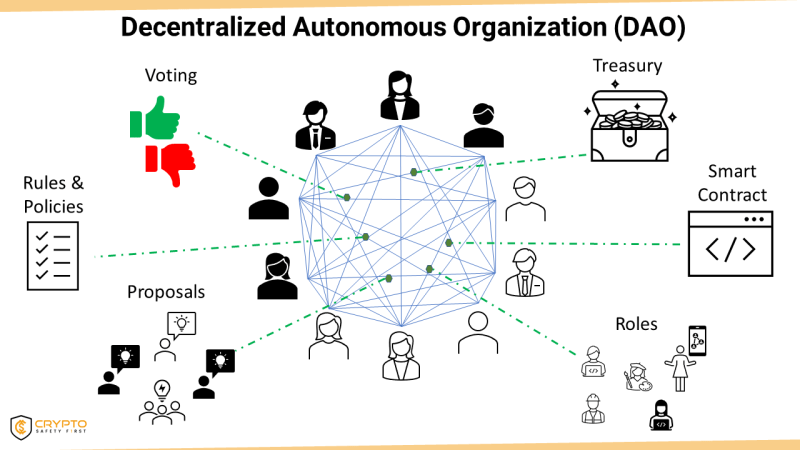 Decentralized Autonomous Organization (DAO)
Voting
Treasury
Rules &
Policies
Smart
Contract
</>
Proposals
Roles
</>
</>
CRYPTO
SAFETY FIRST